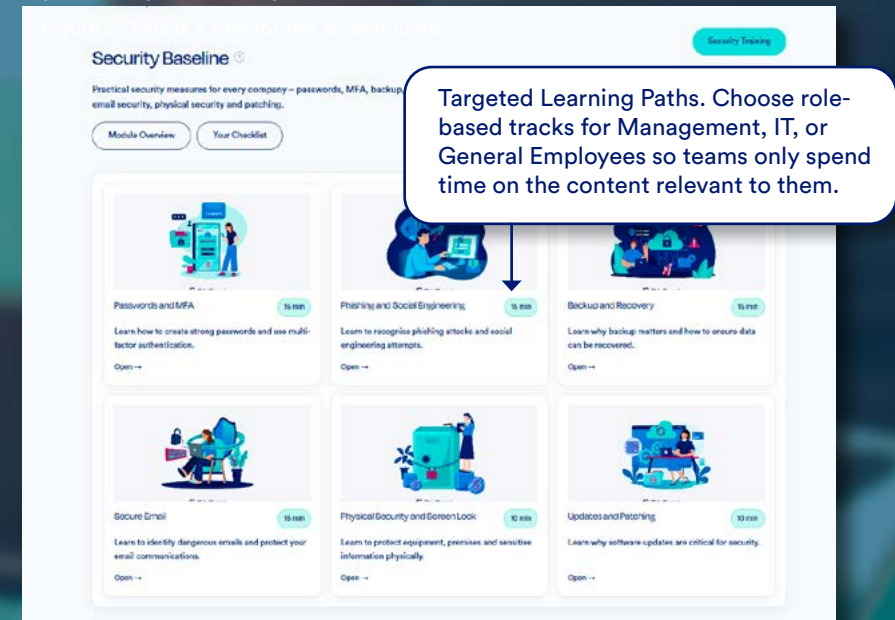 Figure 2. This is a title for the screendump
Security Baseline
Security Training
Practical security measures for every company – passwords, MFA, backup,
email security, physical security and patching.
Module Overview
Your Checklist
Targeted Learning Paths. Choose role-
based tracks for Management, IT, or
General Employees so teams only spend
time on the content relevant to them.
Passwords and MFA
15 min
Learn how to create strong passwords and use multi-
factor authentication.
Open →
Phishing and Social Engineering
15 min
Learn to recognise phishing attacks and social
engineering attempts.
Open →
Backup and Recovery
15 min
Learn why backup matters and how to ensure data
can be recovered.
Open →
Secure Email
15 min
Learn to identify dangerous emails and protect your
email communications.
Open →
Physical Security and Screen Lock
10 min
Learn to protect equipment, premises and sensitive
information physically.
Open →
Updates and Patching
10 min
Learn why software updates are critical for security.
Open →